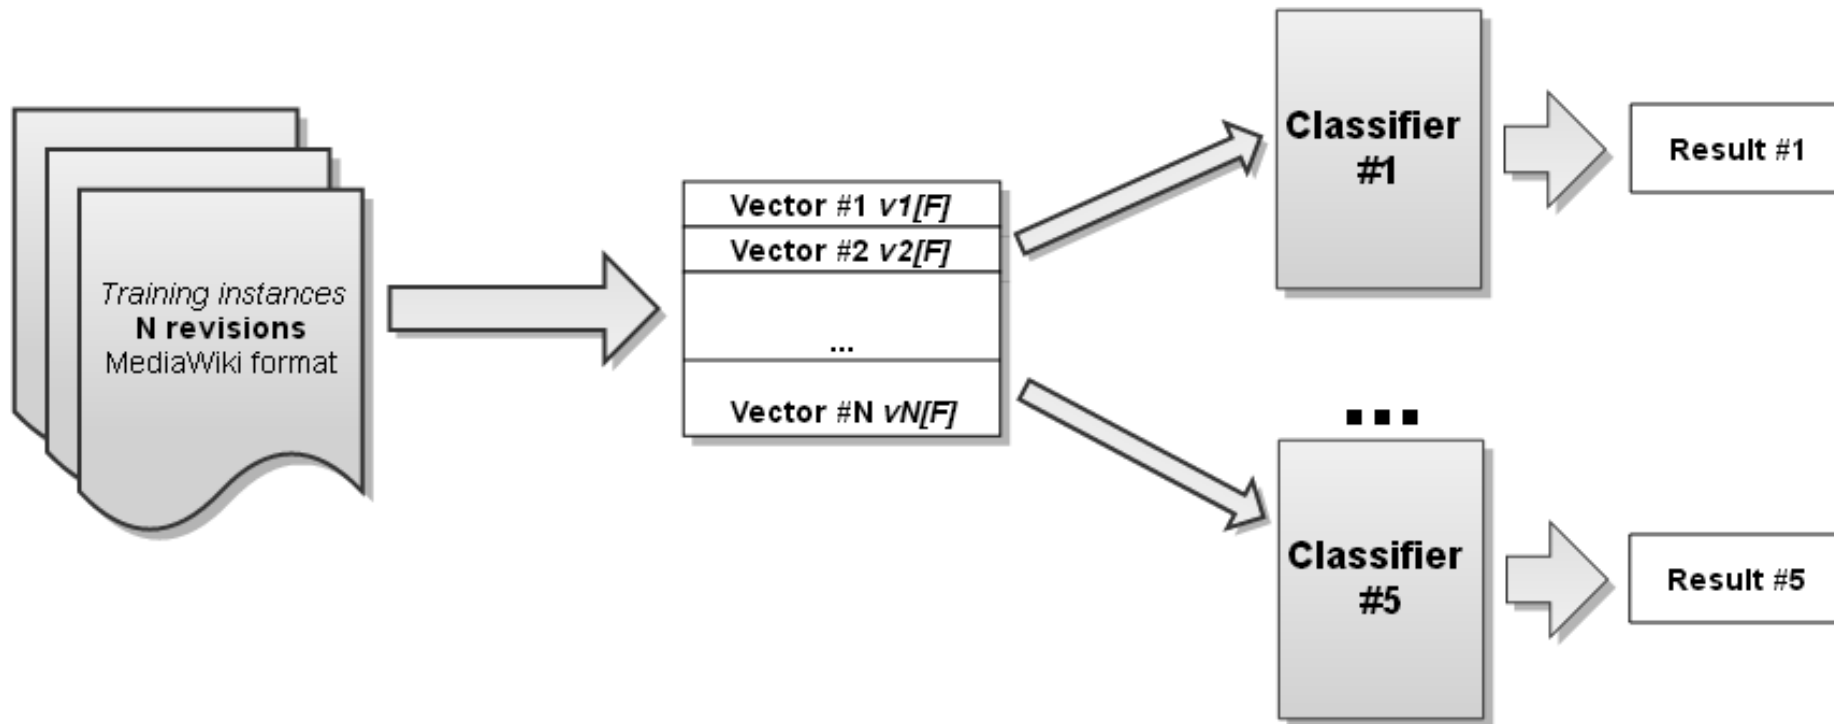 Training instances
N revisions
MediaWiki format
Vector #1 v1[F]
Vector #2 v2[F]
...
Vector #N vN[F]
Classifier
#1
Result #1
...
Classifier
#5
Result #5